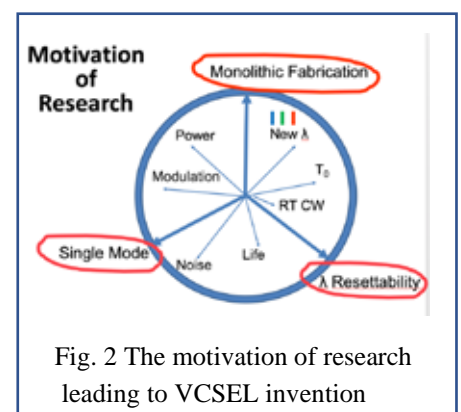 Motivation
of
Research
Monolithic Fabrication
Power
New λ
Modulation
T₀
RT CW
Single Mode
Life
Noise
λ Resettability
Fig. 2 The motivation of research
leading to VCSEL invention